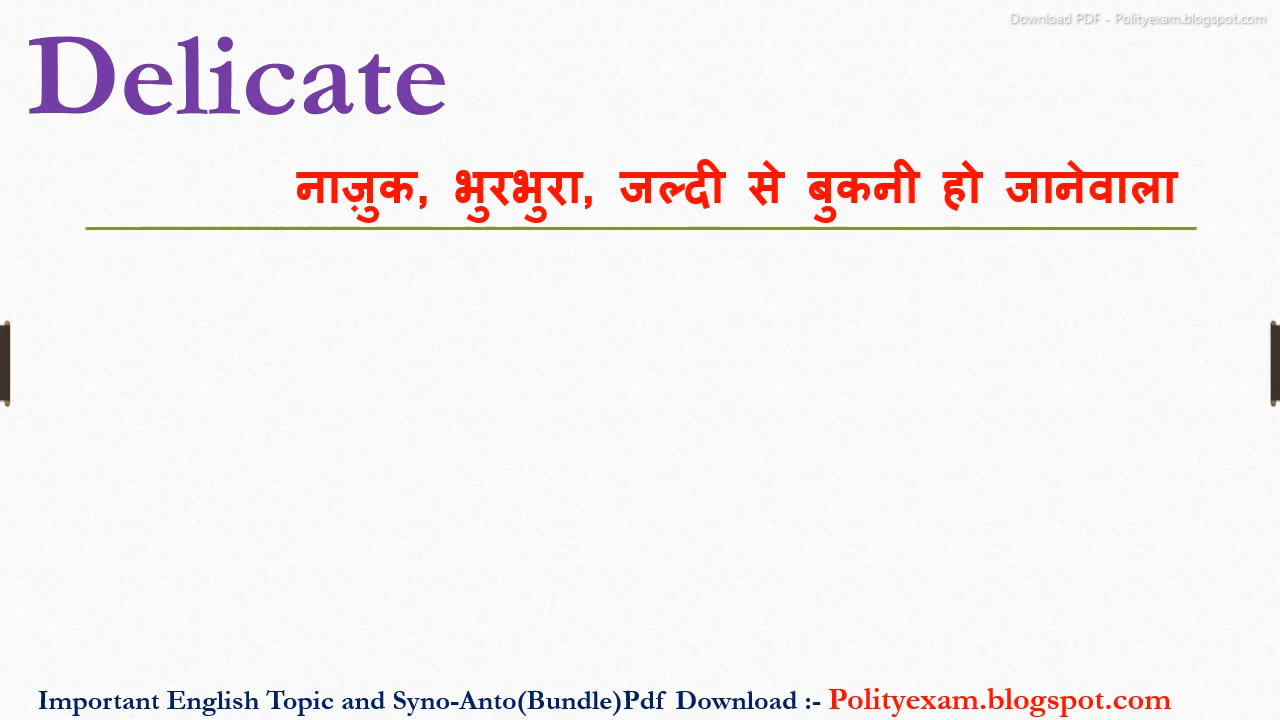 Download PDF - Polityexam.blogspot.com
Delicate
नाज़ुक, भुरभुरा, जल्दी से बुकनी हो जानेवाला
Important English Topic and Syno-Anto(Bundle)Pdf Download :- Polityexam.blogspot.com